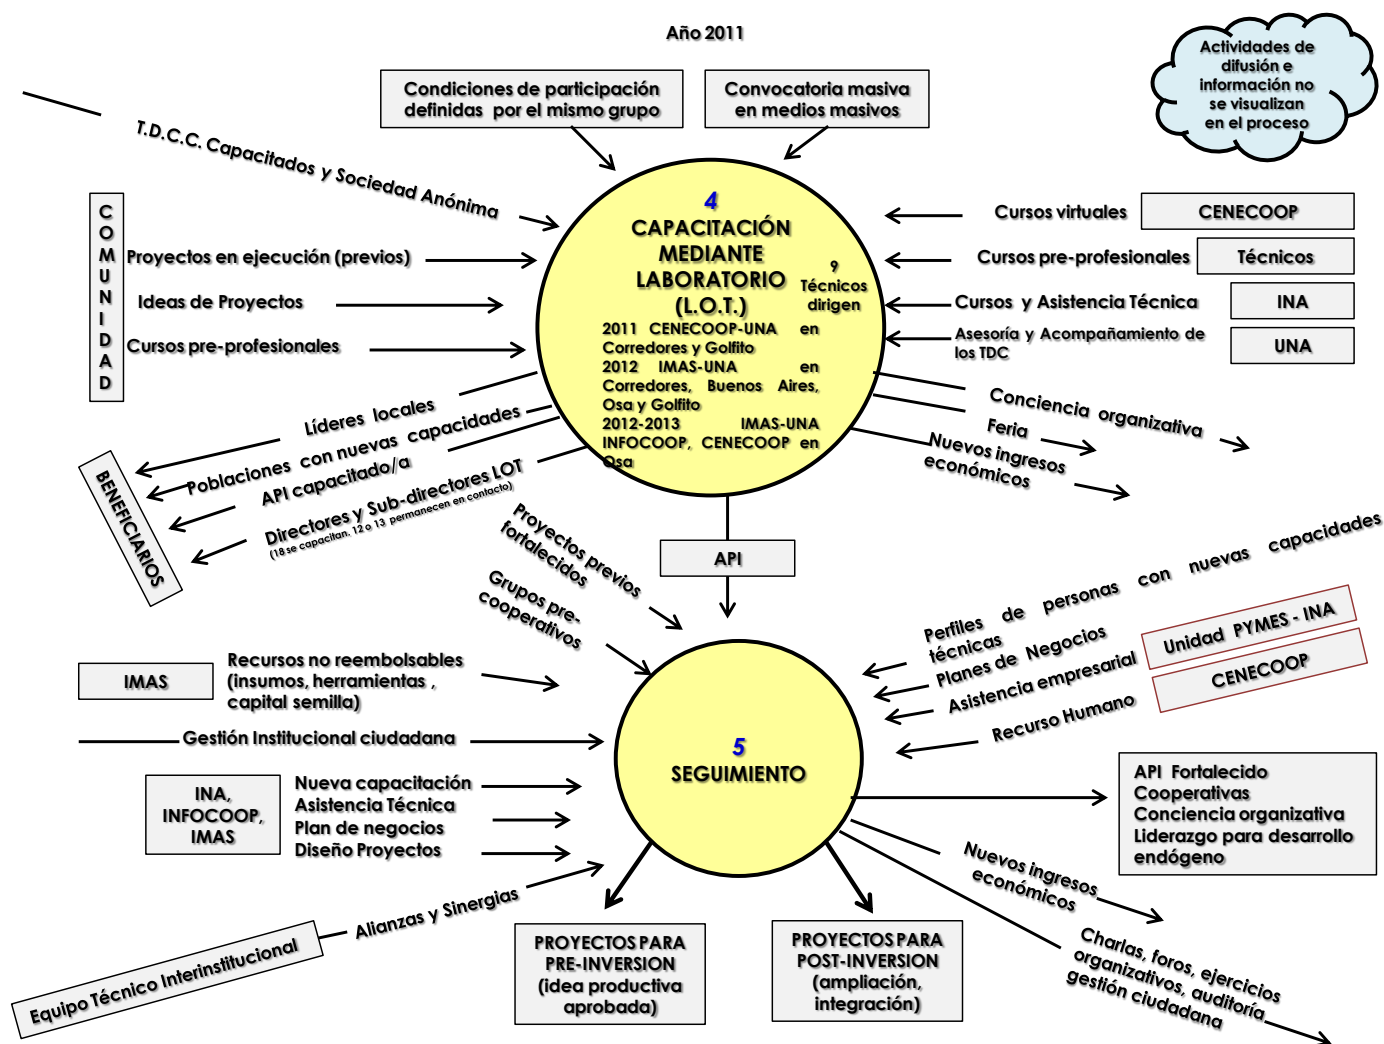 Año 2011
Actividades de
difusión e
información no
se visualizan
en el proceso
Condiciones de participación
definidas por el mismo grupo
Convocatoria masiva
en medios masivos
T.D.C.C. Capacitados y Sociedad Anónima
COMUNIDAD
Proyectos en ejecución (previos)
Ideas de Proyectos
Cursos pre-profesionales
4
CAPACITACIÓN
MEDIANTE
LABORATORIO
(L.O.T.)
9
Técnicos
dirigen
2011 CENECOOP-UNA en
Corredores y Golfito
2012 IMAS-UNA en
Corredores, Buenos Aires,
Osa y Golfito
2012-2013 IMAS-UNA
INFOCOOP, CENECOOP en
Osa
Cursos virtuales
CENECOOP
Cursos pre-profesionales
Técnicos
Cursos y Asistencia Técnica
INA
Asesoría y Acompañamiento de
los TDC
UNA
Líderes locales
Poblaciones con nuevas capacidades
API capacitado/a
Directores y Sub-directores LOT
(18 se capacitan. 12 o 13 permanecen en contacto)
BENEFICIARIOS
Conciencia organizativa
Feria
Nuevos ingresos
económicos
API
Proyectos previos
fortalecidos
Grupos pre-
cooperativos
Perfiles de personas con nuevas capacidades
técnicas
Planes de Negocios
Asistencia empresarial
Unidad PYMES - INA
Recurso Humano
CENECOOP
IMAS
Recursos no reembolsables
(insumos, herramientas ,
capital semilla)
Gestión Institucional ciudadana
INA,
INFOCOOP,
IMAS
Nueva capacitación
Asistencia Técnica
Plan de negocios
Diseño Proyectos
5
SEGUIMIENTO
Equipo Técnico Interinstitucional
Alianzas y Sinergias
API Fortalecido
Cooperativas
Conciencia organizativa
Liderazgo para desarrollo
endógeno
Nuevos ingresos
económicos
Charlas, foros, ejercicios
organizativos, auditoría
gestión ciudadana
PROYECTOS PARA
PRE-INVERSION
(idea productiva
aprobada)
PROYECTOS PARA
POST-INVERSION
(ampliación,
integración)